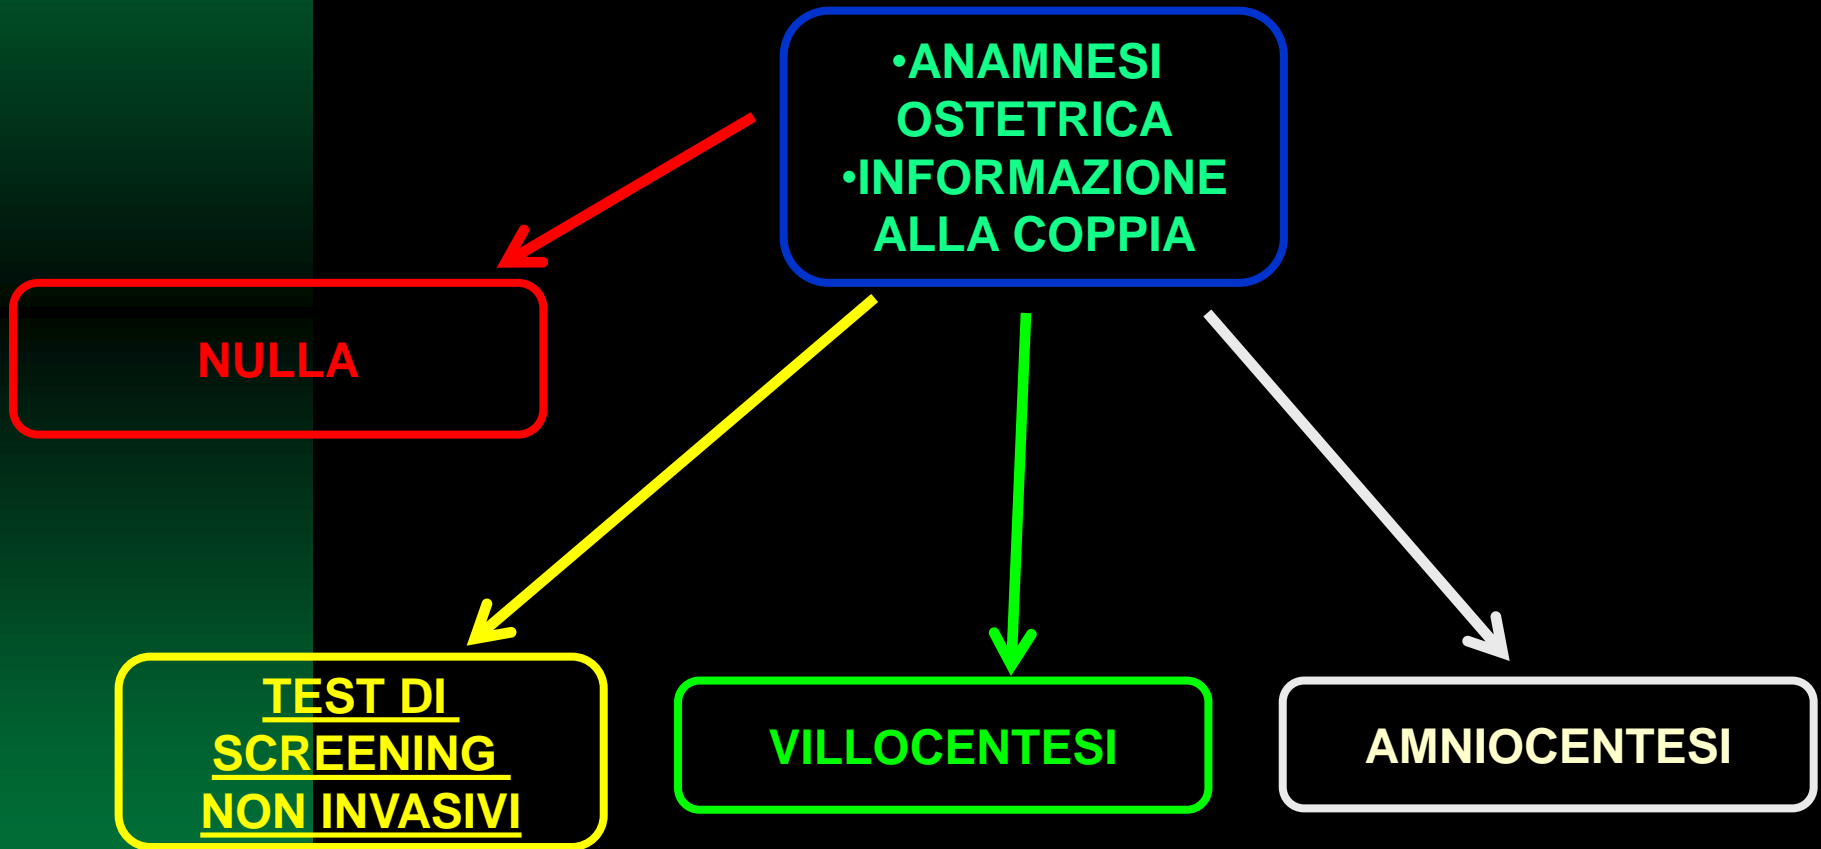 •ANAMNESI
OSTETRICA
•INFORMAZIONE
ALLA COPPIA
NULLA
TEST DI
SCREENING
NON INVASIVI
VILLOCENTESI
AMNIOCENTESI